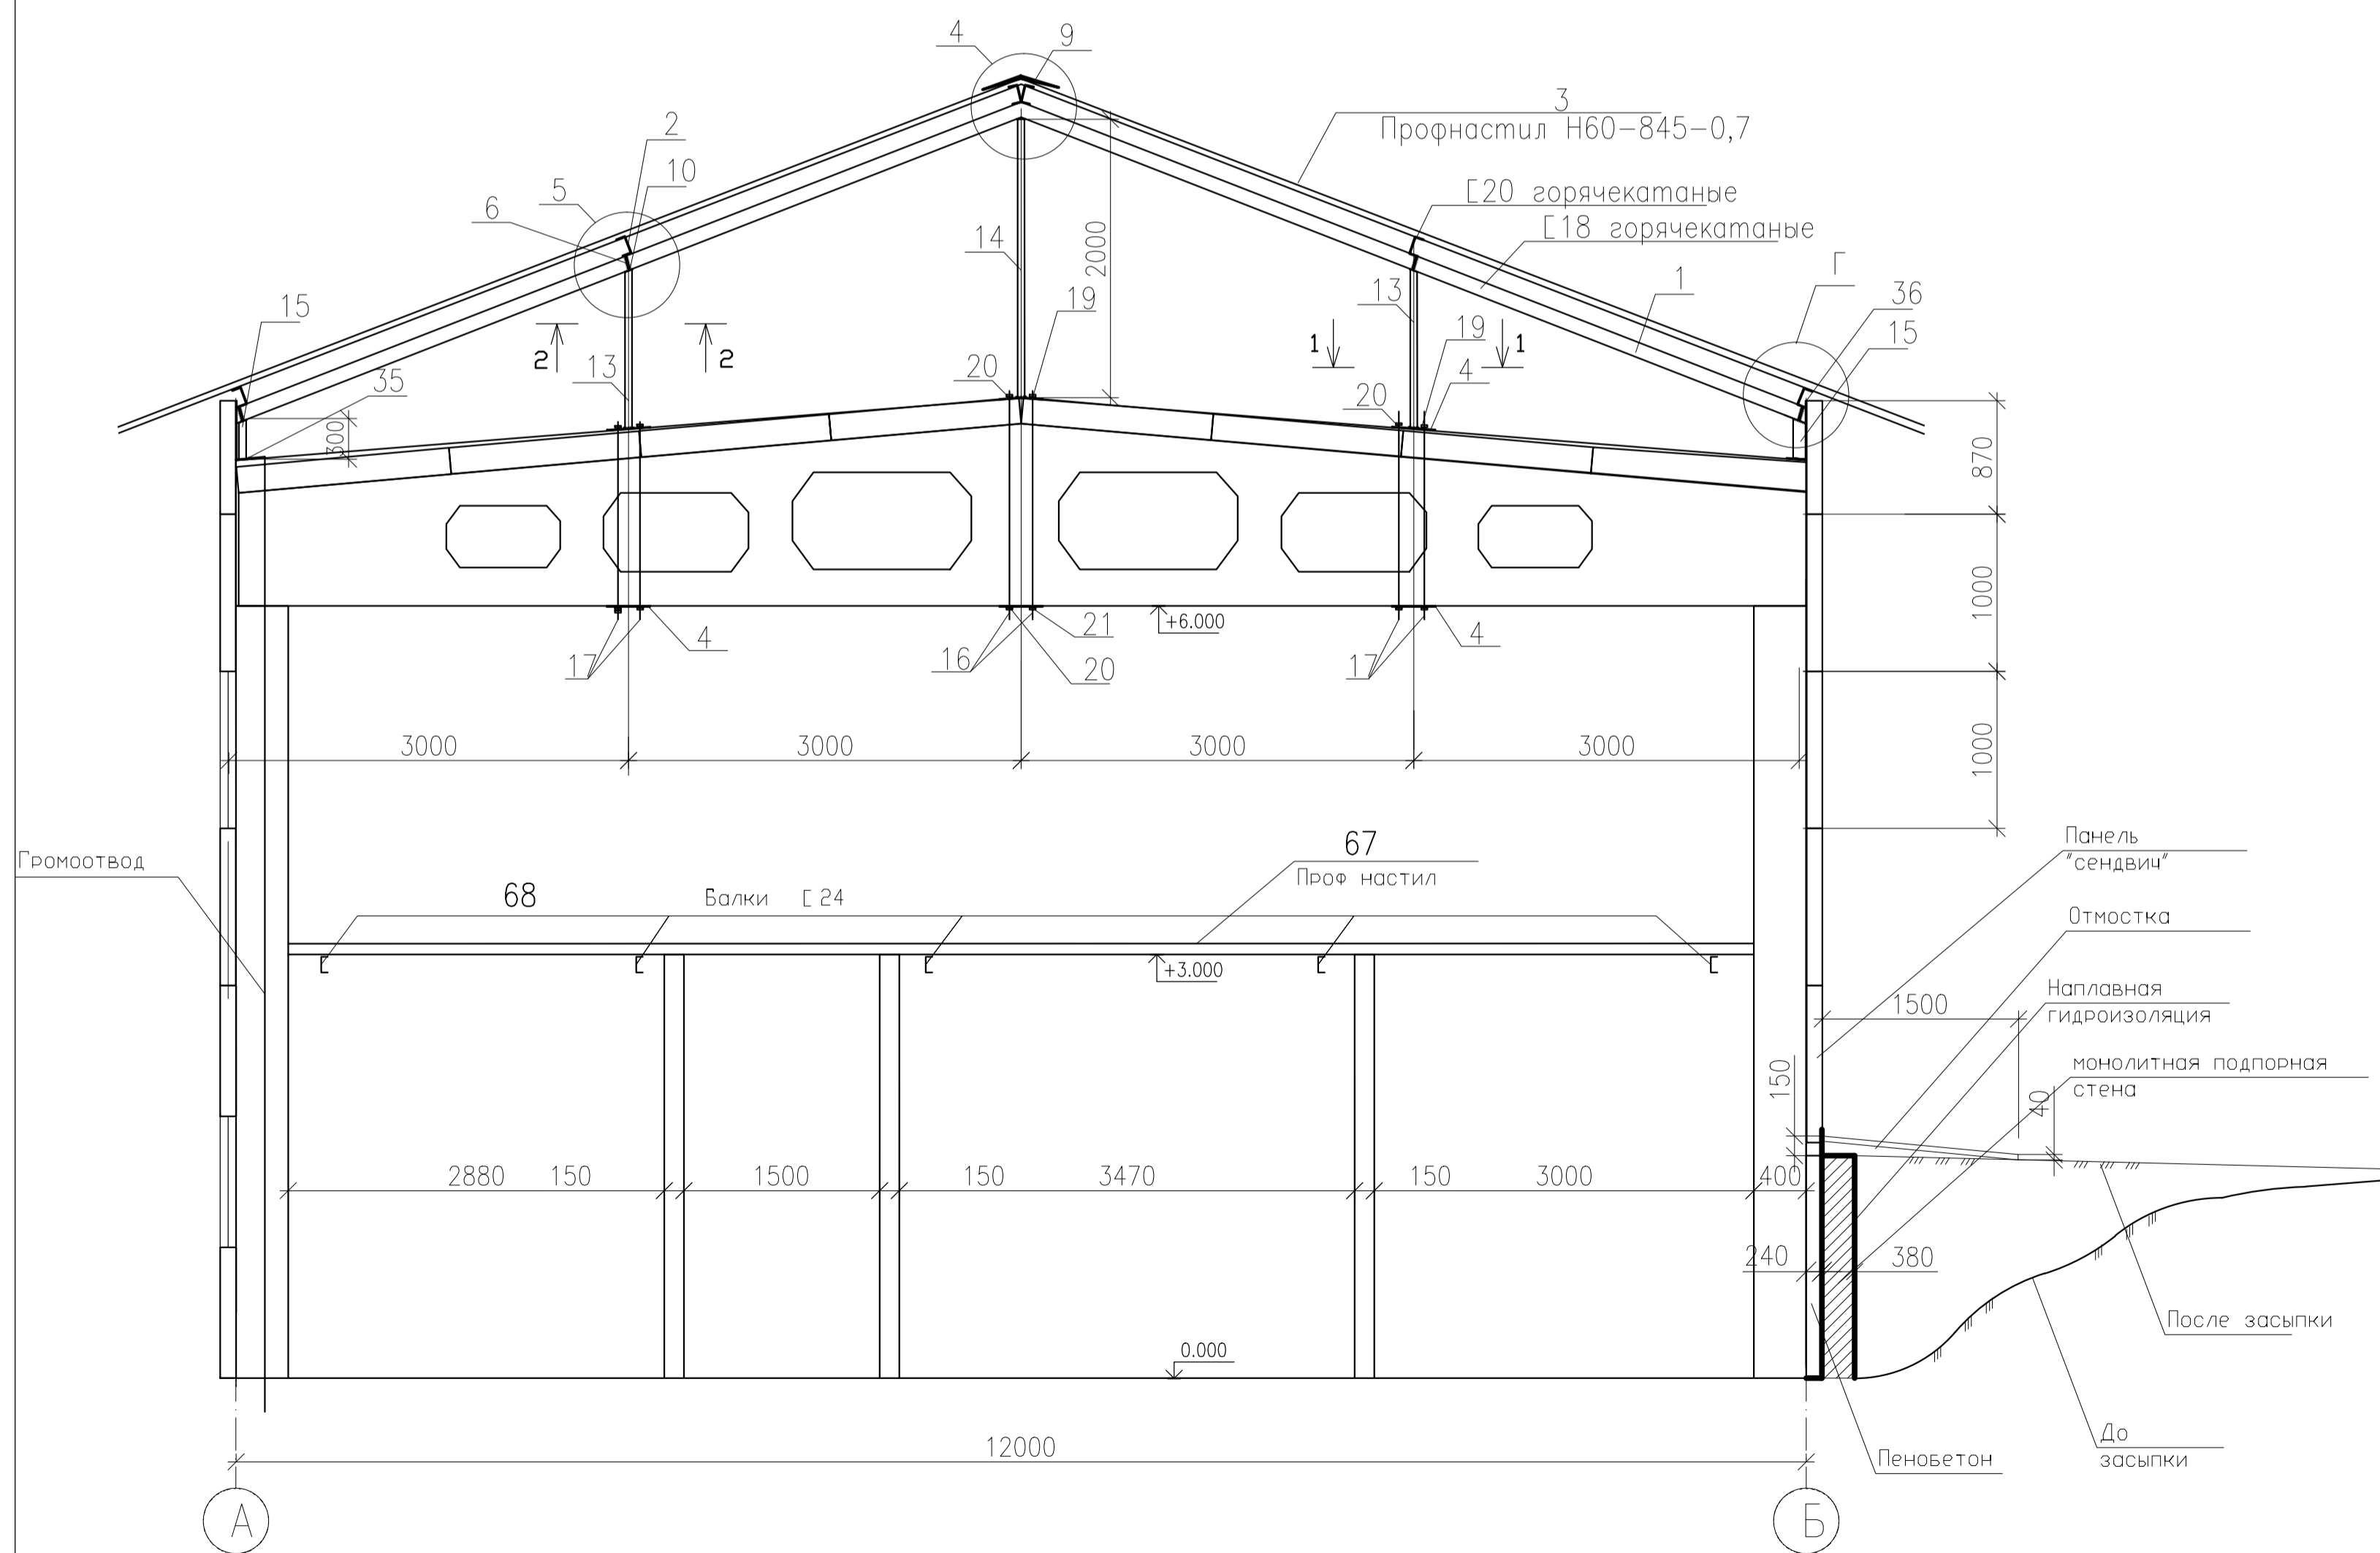 4
9
3
Профнастил Н60-845-0,7
2
10
5
6
[20 горячекатаные
[18 горячекатаные
14
2000
Г
1
36
15
13
19
15
19
35
300
2
2
13
1
1
20
20
4
870
1000
1000
+6.000
17
4
16
21
20
17
4
3000
3000
3000
3000
Громоотвод
67
Проф настил
68
Балки [ 24
+3.000
Панель
"сендвич"
Отмостка
Наплавная
гидроизоляция
1500
монолитная подпорная
стена
150
40
2880
150
1500
150
3470
150
3000
400
240
380
После засыпки
0.000
До
засыпки
Пенобетон
12000
А
Б